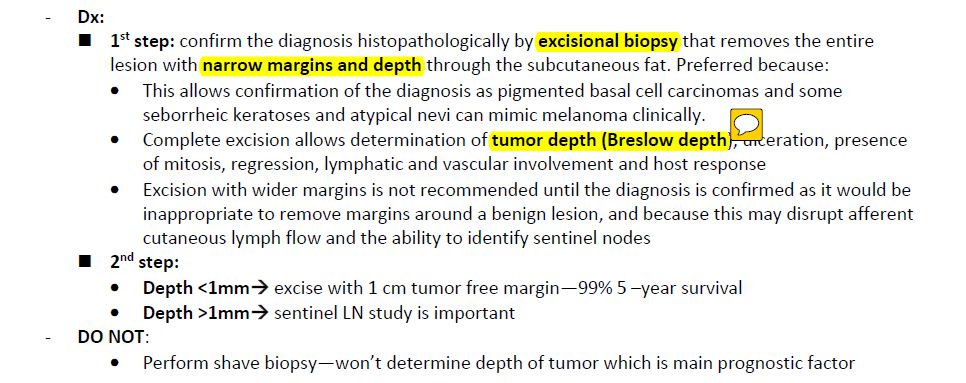 - Dx:
■ 1st step: confirm the diagnosis histopathologically by excisional biopsy that removes the entire
lesion with narrow margins and depth through the subcutaneous fat. Preferred because:
• This allows confirmation of the diagnosis as pigmented basal cell carcinomas and some
seborrheic keratoses and atypical nevi can mimic melanoma clinically.
• Complete excision allows determination of tumor depth (Breslow depth), ulceration, presence
of mitosis, regression, lymphatic and vascular involvement and host response
• Excision with wider margins is not recommended until the diagnosis is confirmed as it would be
inappropriate to remove margins around a benign lesion, and because this may disrupt afferent
cutaneous lymph flow and the ability to identify sentinel nodes
■ 2nd step:
• Depth <1mm→ excise with 1 cm tumor free margin—99% 5 –year survival
• Depth >1mm→ sentinel LN study is important
- DO NOT:
• Perform shave biopsy—won’t determine depth of tumor which is main prognostic factor